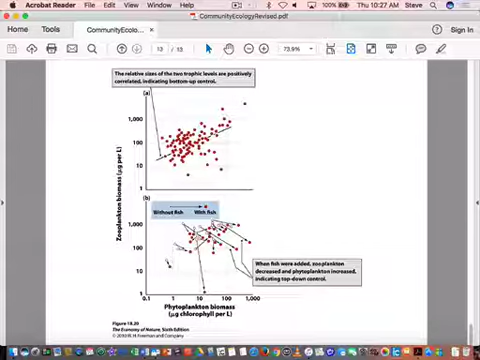 Acrobat Reader File Edit View Window Help
100% Thu 10:27 AM Steve
CommunityEcologyRevised.pdf
Home Tools CommunityEcolo... Sign In
13 / 13 73.9%
The relative sizes of the two trophic levels are positively
correlated, indicating bottom-up control.
(a)
1,000
100
10
1
Zooplankton biomass (µg per L)
(b)
Without fish With fish
1,000
100
10
1
When fish were added, zooplankton
decreased and phytoplankton increased,
indicating top-down control.
0.1 1 10 100 1,000
Phytoplankton biomass
(µg chlorophyll per L)
Figure 18.20
The Economy of Nature, Sixth Edition
© 2010 W.H. Freeman and Company